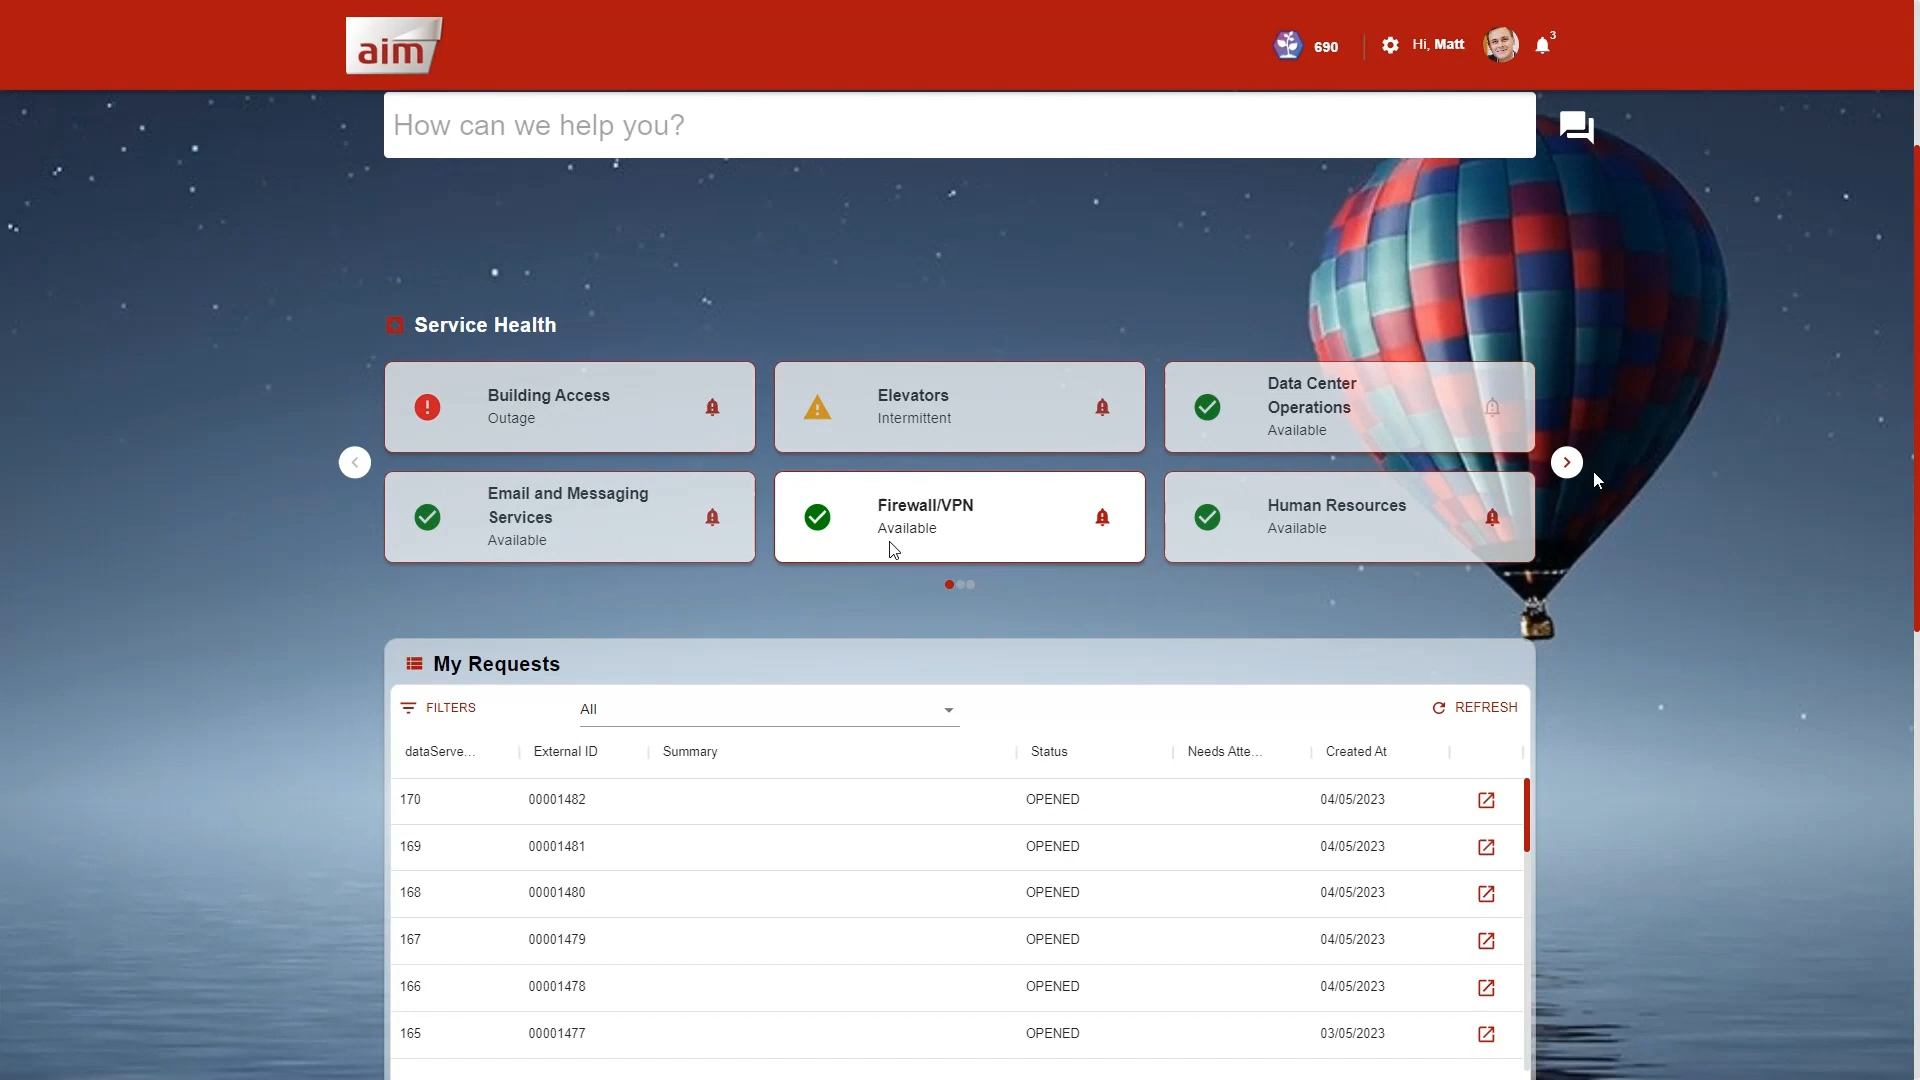 aim
690
Hi, Matt
3
How can we help you?
Service Health
Building Access
Outage
Elevators
Intermittent
Data Center
Operations
Available
Email and Messaging
Services
Available
Firewall/VPN
Available
Human Resources
Available
My Requests
FILTERS
All
REFRESH
dataServe... External ID Summary Status Needs Atte... Created At
170 00001482 OPENED 04/05/2023
169 00001481 OPENED 04/05/2023
168 00001480 OPENED 04/05/2023
167 00001479 OPENED 04/05/2023
166 00001478 OPENED 04/05/2023
165 00001477 OPENED 03/05/2023